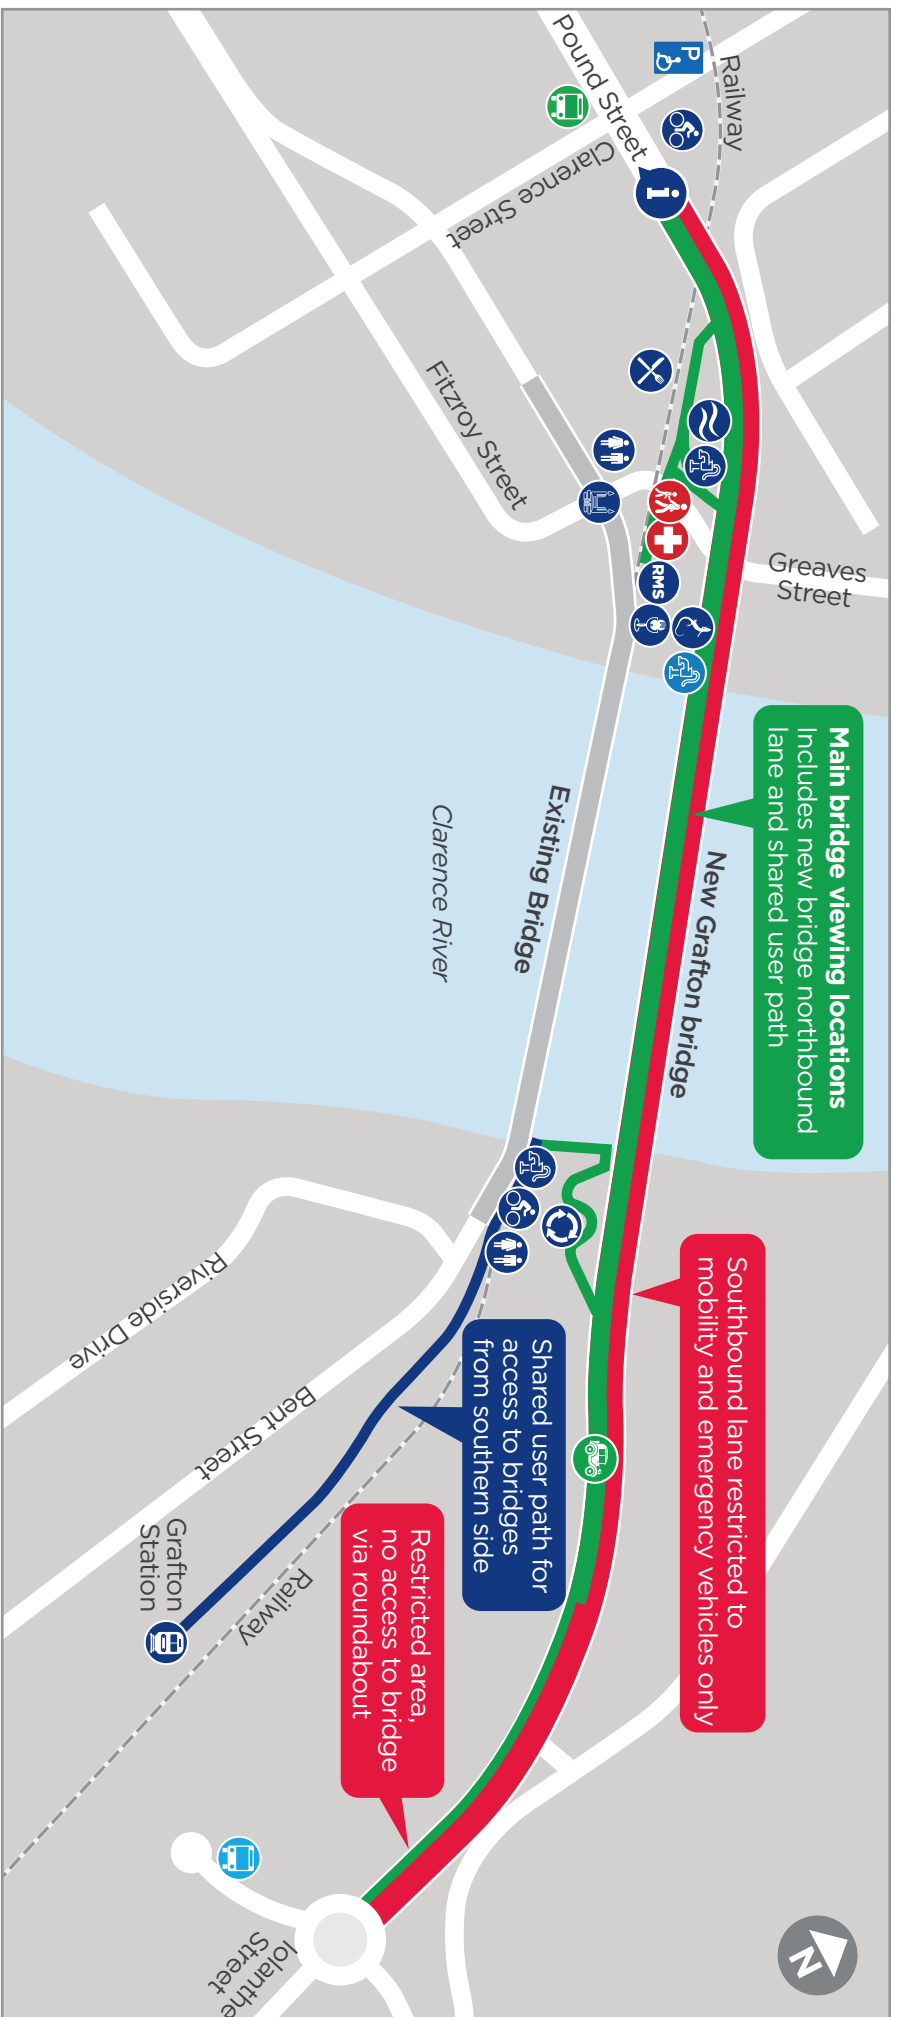 Pound Street
Railway
P
i
Clarence Street
Fitzroy Street
RMS
Greaves
Street
Main bridge viewing locations
Includes new bridge northbound
lane and shared user path
New Grafton bridge
Existing Bridge
Clarence River
Southbound lane restricted to
mobility and emergency vehicles only
Shared user path for
access to bridges
from southern side
Restricted area,
no access to bridge
via roundabout
Riverside Drive
Bent Street
Railway
Grafton
Station
Iolanthe
Street
N